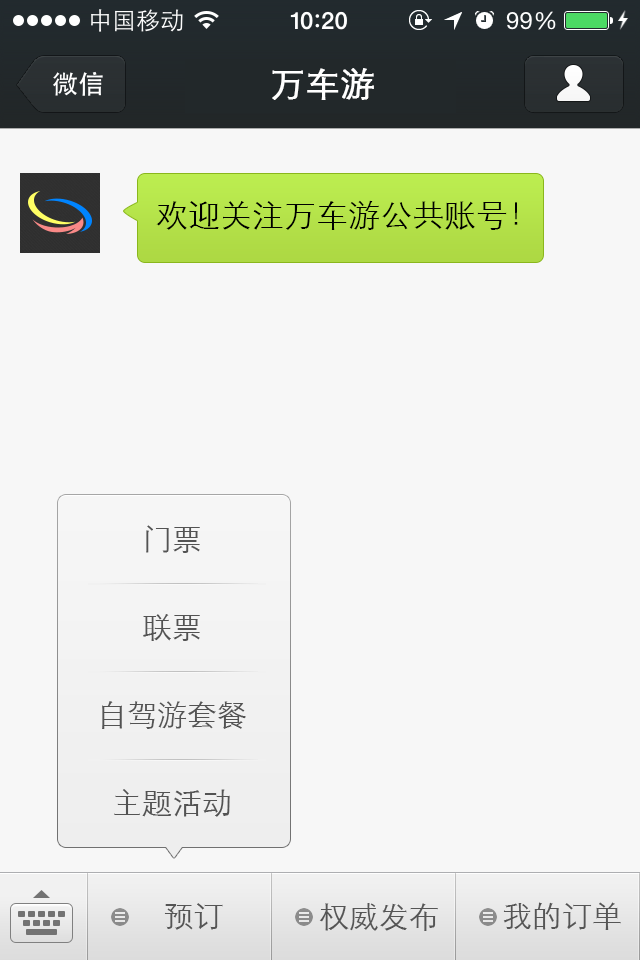 中国移动 10:20 99%
微信 万车游
欢迎关注万车游公共账号！
门票
联票
自驾游套餐
主题活动
预订 权威发布 我的订单